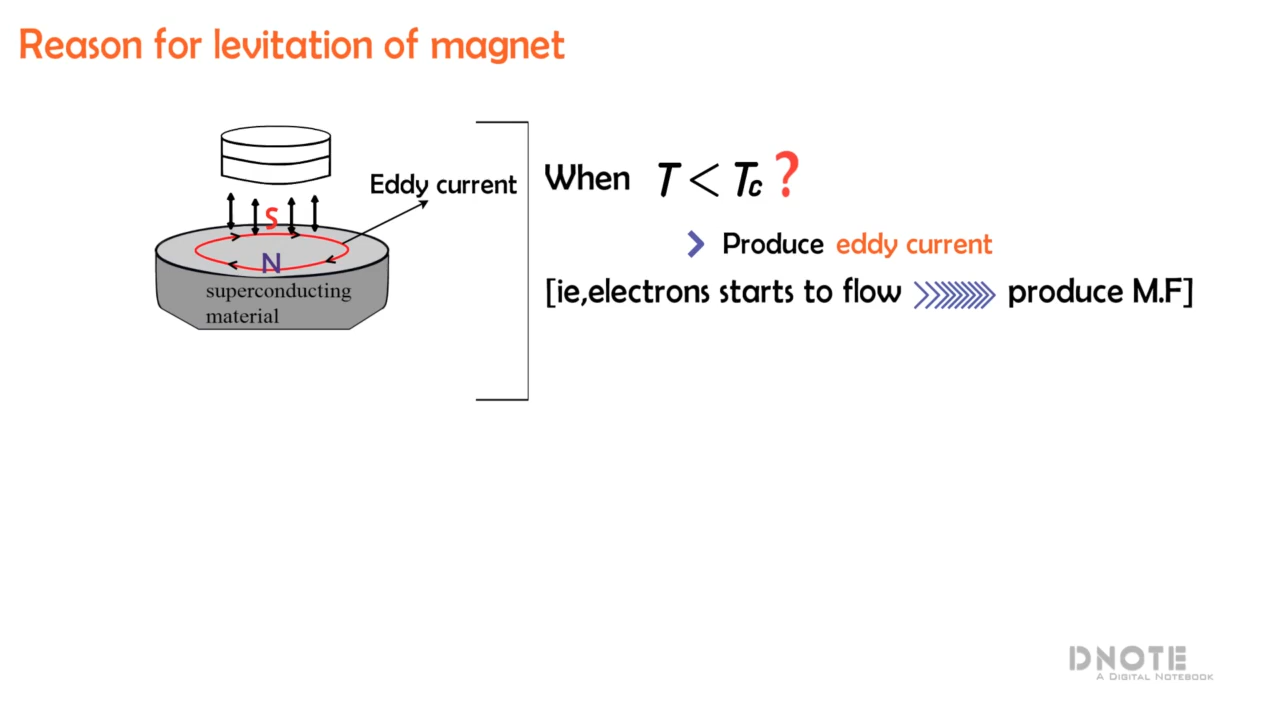 Reason for levitation of magnet
Eddy current
S
N
superconducting
material
When T < Tc ?
Produce eddy current
[ie,electrons starts to flow produce M.F]
DNOTE
A DIGITAL NOTEBOOK